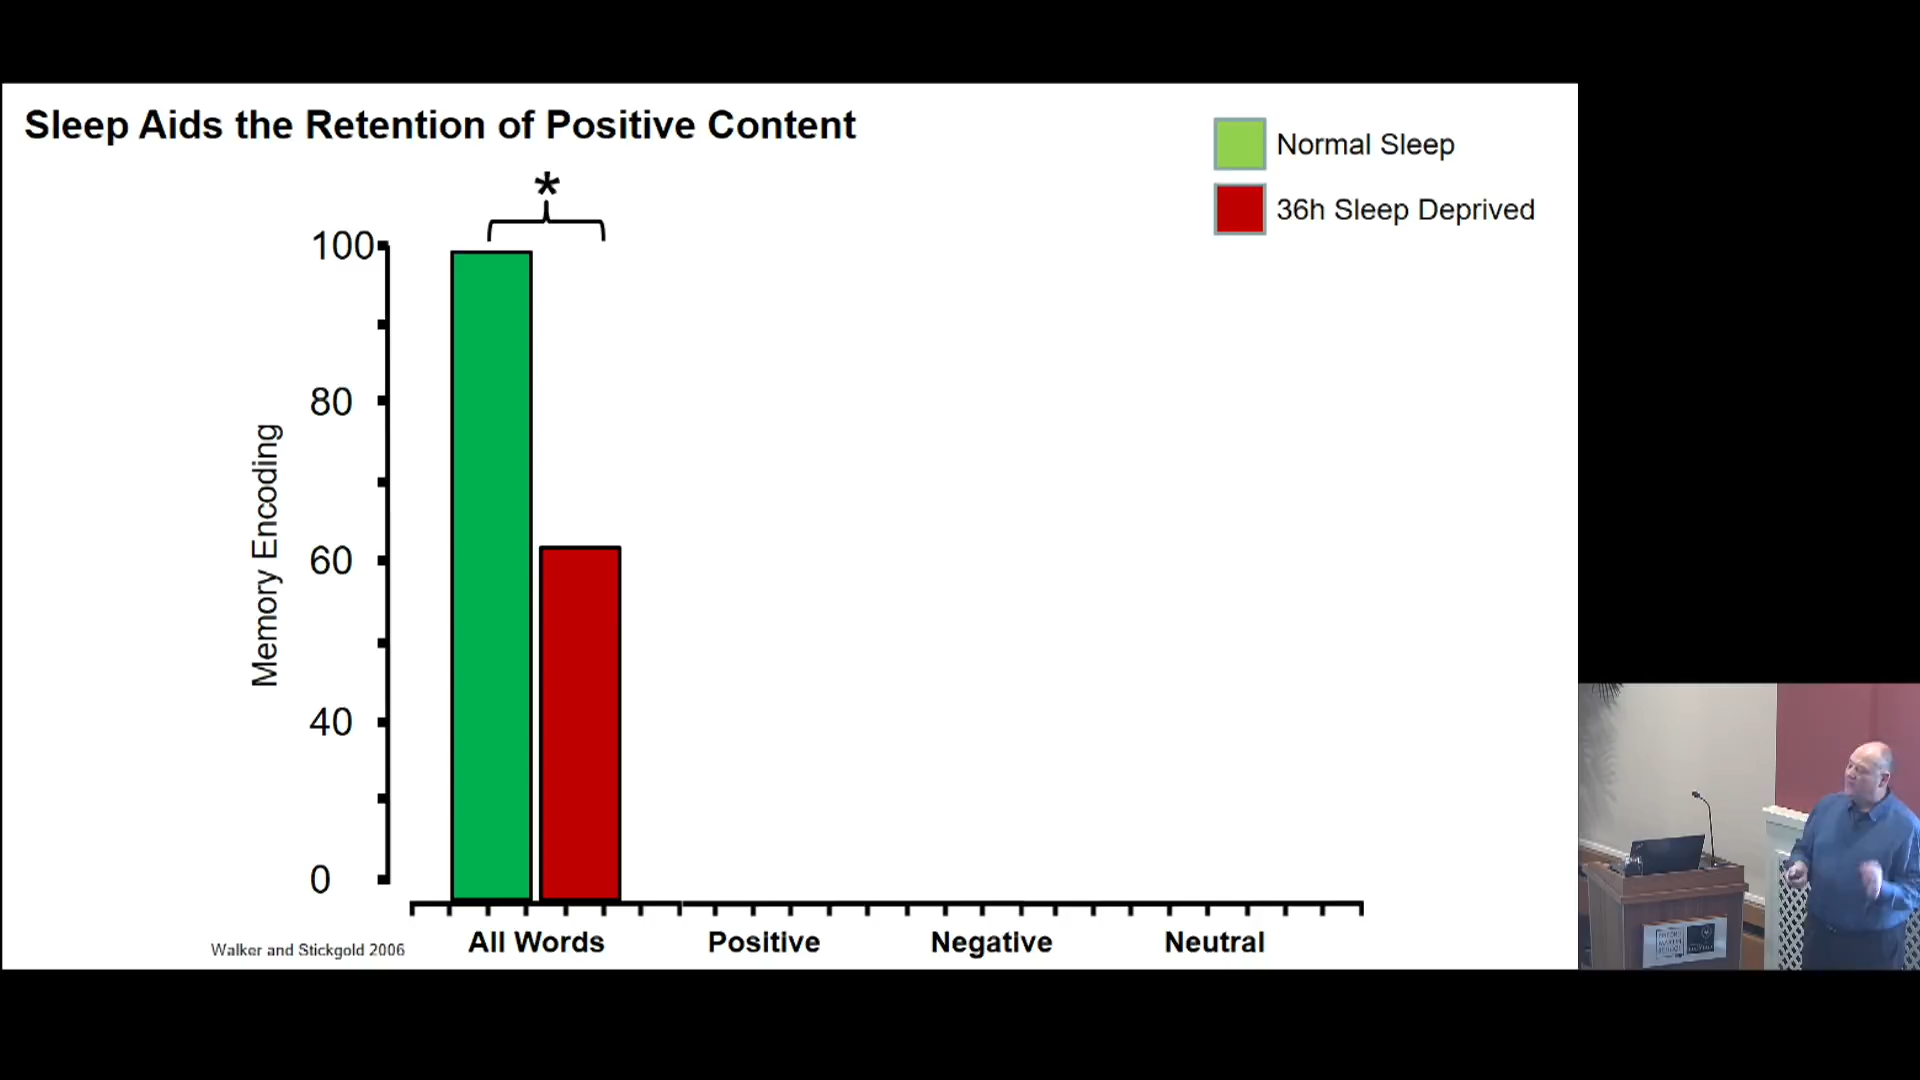 Sleep Aids the Retention of Positive Content
Normal Sleep
36h Sleep Deprived
*
100
80
60
40
0
Memory Encoding
All Words
Positive
Negative
Neutral
Walker and Stickgold 2006